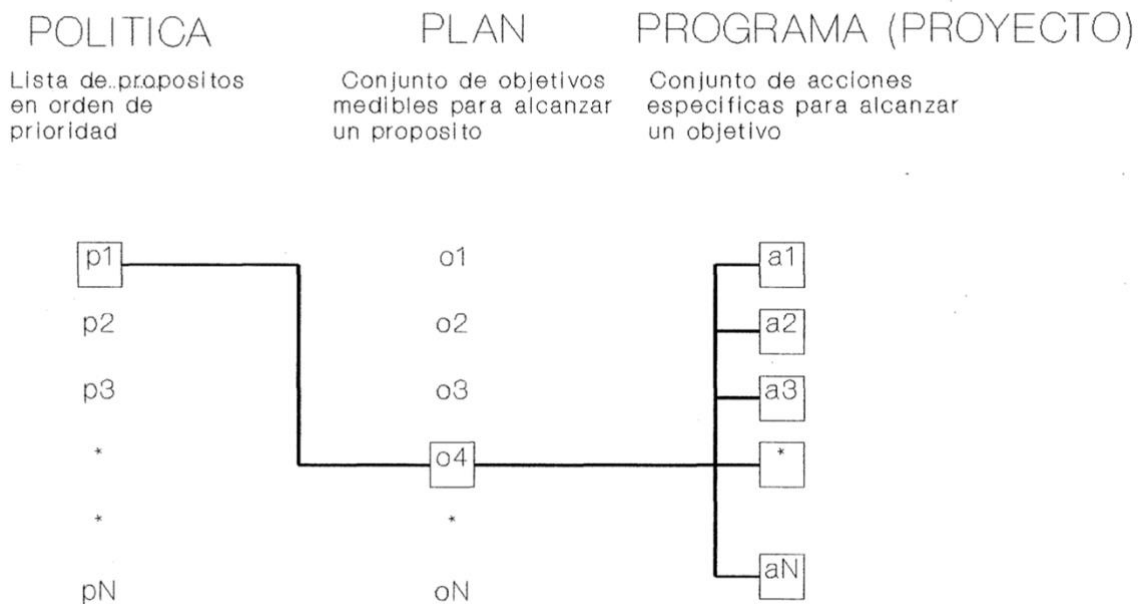 POLITICA
Lista de propositos
en orden de
prioridad
PLAN
Conjunto de objetivos
medibles para alcanzar
un proposito
PROGRAMA (PROYECTO)
Conjunto de acciones
especificas para alcanzar
un objetivo
p1
p2
p3
*
*
pN
o1
o2
o3
o4
*
oN
a1
a2
a3
*
aN